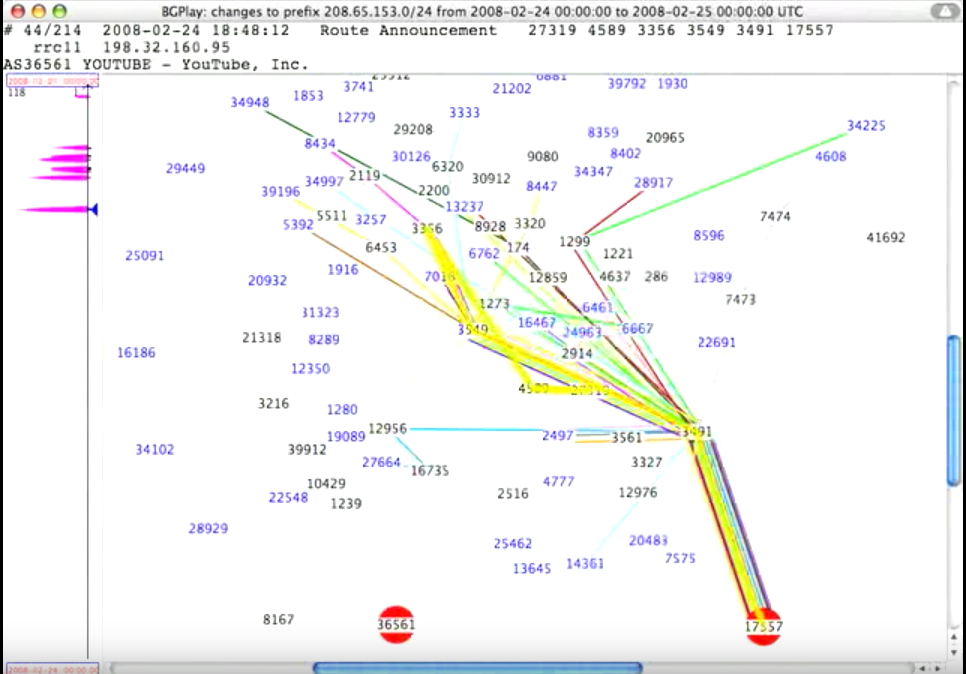 BGPlay: changes to prefix 208.65.153.0/24 from 2008-02-24 00:00:00 to 2008-02-25 00:00:00 UTC
# 44/214 2008-02-24 18:48:12 Route Announcement 27319 4589 3356 3549 3491 17557
rrc11 198.32.160.95
AS36561 YOUTUBE - YouTube, Inc.
118
6881
3741 21202 39792 1930
34948 1853
12779 3333
29208 34225
8434 8359 20965
30126 9080 8402 4608
29449 6320
34997 2119 30912 34347
39196 2200 8447 28917
13237
5511 3257 7474
5392 3356 8928 3320
8596 41692
6453 174 1299
25091 6762 1221
1916
20932 7018 12859 4637 286 12989
1273 7473
31323 6461
3549 16467 24963 6667
21318 8289 22691
16186 2914
12350
4589 27319
3216 1280
12956 3491
19089 2497 3561
34102 39912
27664 16735 3327
10429 4777
22548 1239 2516 12976
28929
25462 20483
13645 14361 7575
8167 36561 17557